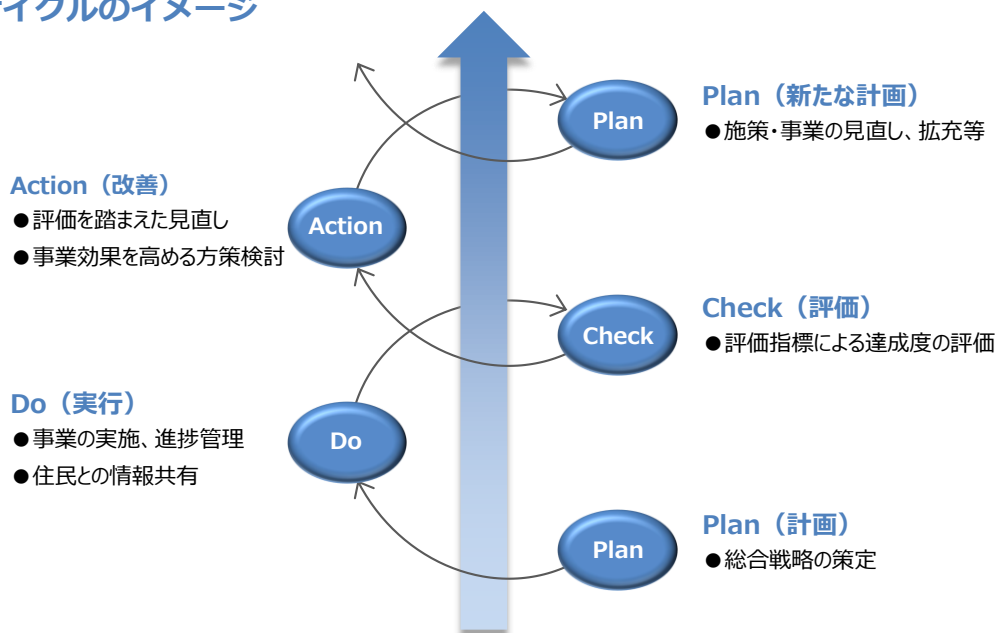 イクルのイメージ
Plan
Plan（新たな計画）
●施策・事業の見直し、拡充等
Action（改善）
●評価を踏まえた見直し
●事業効果を高める方策検討
Action
Check
Check（評価）
●評価指標による達成度の評価
Do（実行）
●事業の実施、進捗管理
●住民との情報共有
Do
Plan
Plan（計画）
●総合戦略の策定